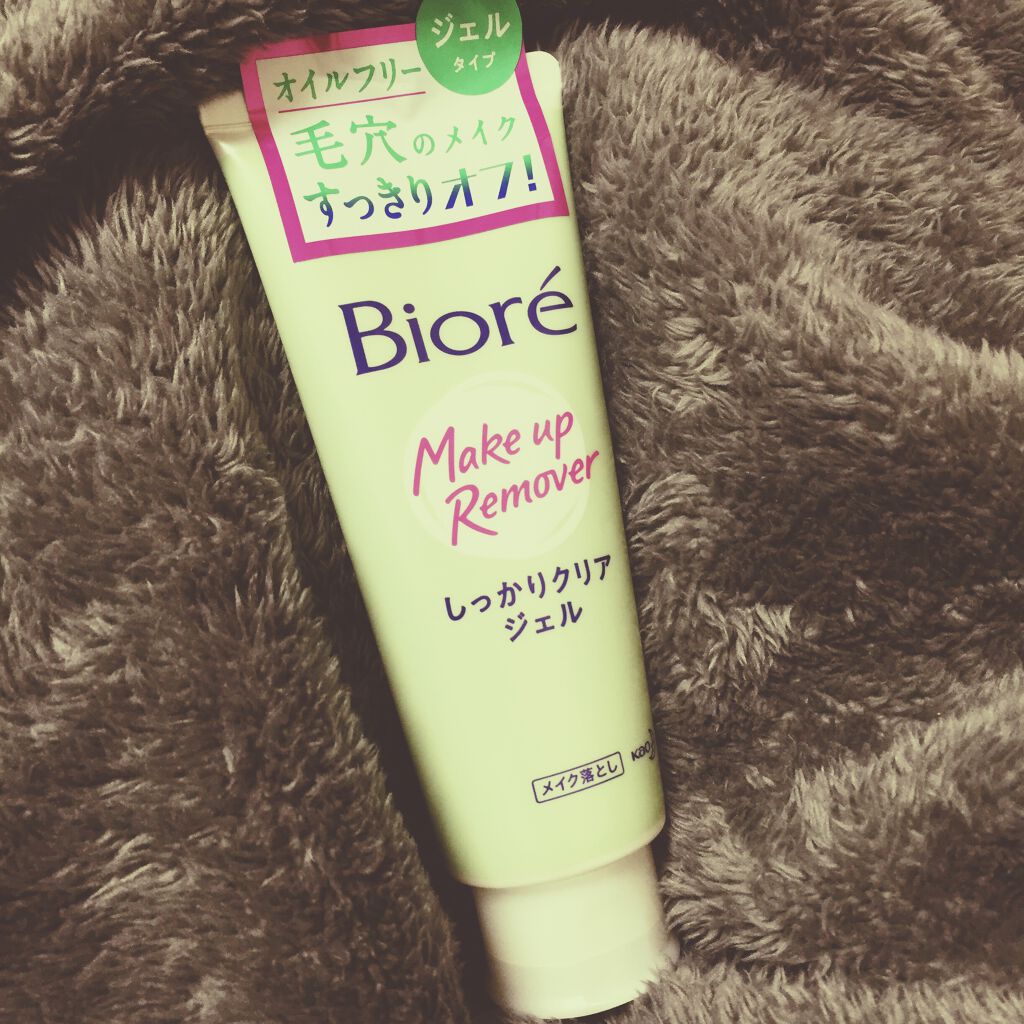 ジェル
タイプ
オイルフリー
毛穴のメイク
すっきりオフ!
Bioré
Make up
Remover
しっかりクリア
ジェル
メイク落とし
Kao